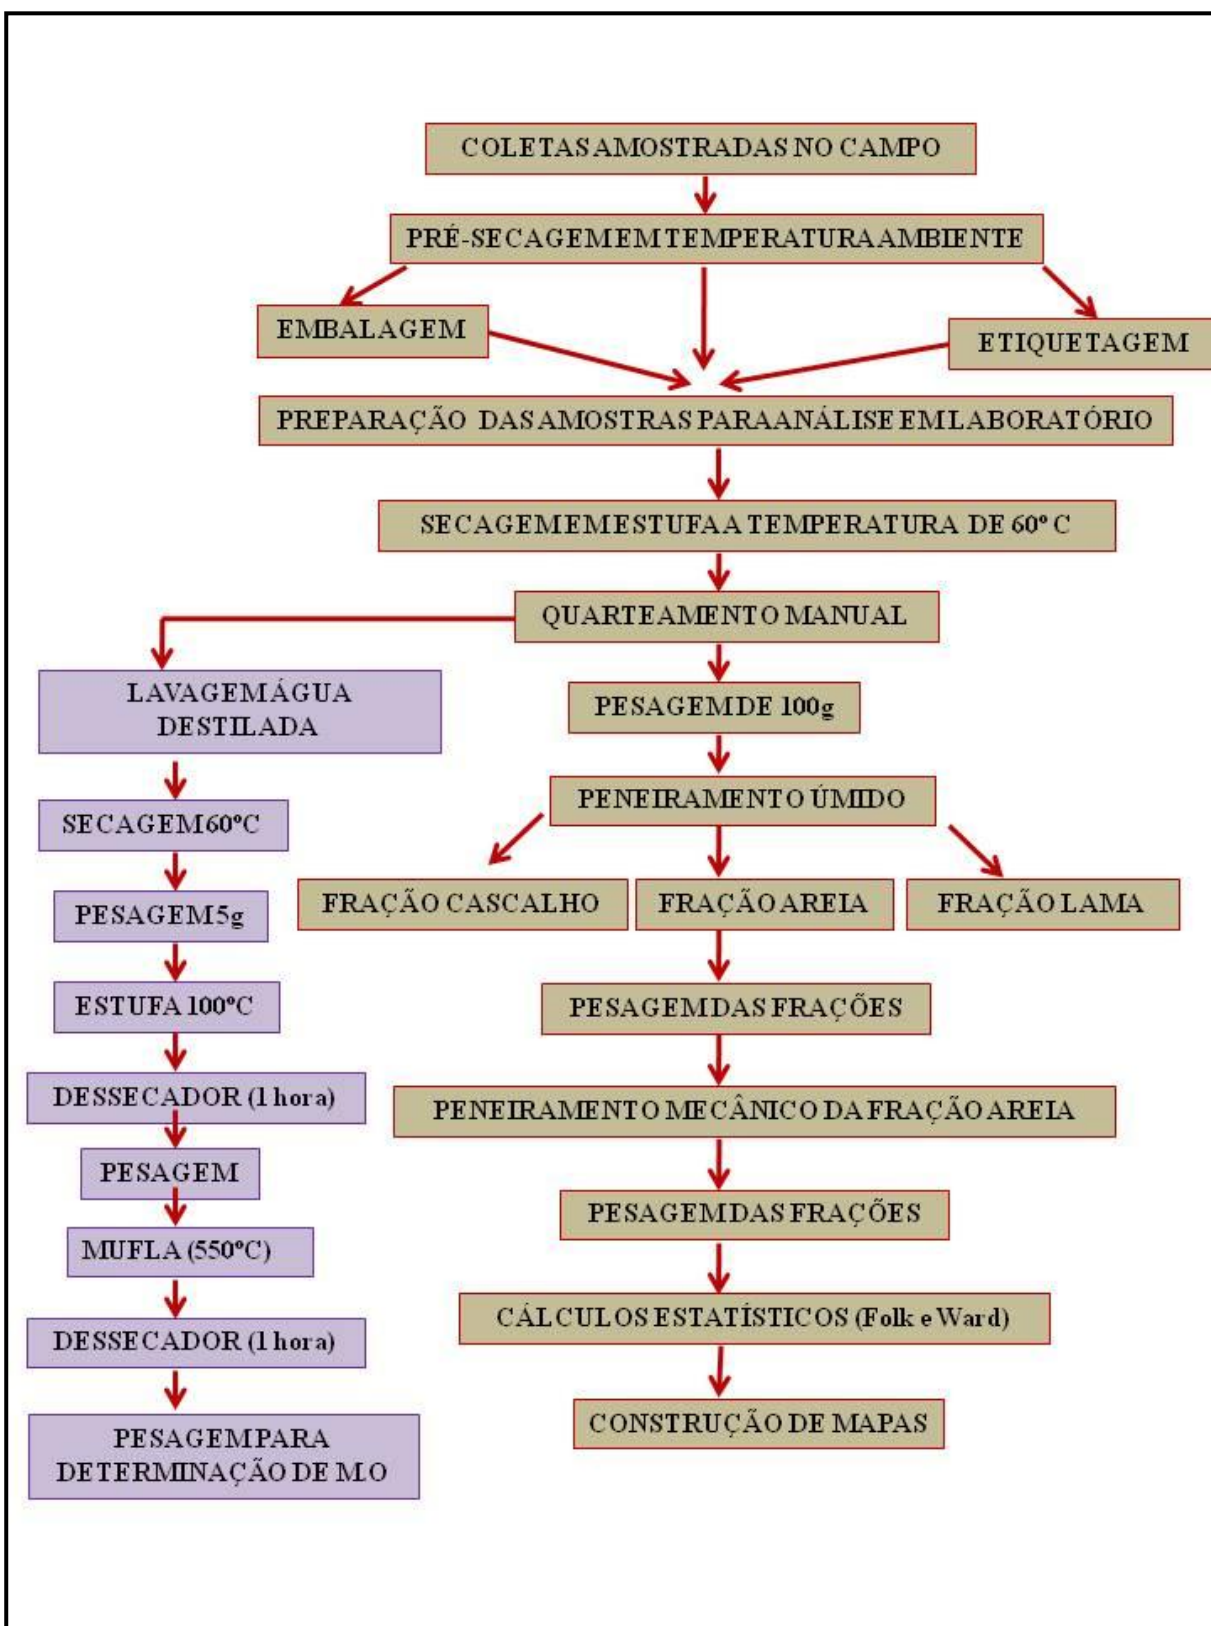 COLETAS AMOSTRADAS NO CAMPO
PRÉ-SECAGEM EM TEMPERATURA AMBIENTE
EMBALAGEM
ETIQUETAGEM
PREPARAÇÃO DAS AMOSTRAS PARA ANÁLISE EM LABORATÓRIO
SECAGEM EM ESTUFA A TEMPERATURA DE 60º C
QUARTEAMENTO MANUAL
LAVAGEM ÁGUA
DESTILADA
SECAGEM 60ºC
PESAGEM 5g
ESTUFA 100ºC
DESSECADOR (1 hora)
PESAGEM
MUFLA (550ºC)
DESSECADOR (1 hora)
PESAGEM PARA
DETERMINAÇÃO DE M.O
PESAGEM DE 100g
PENEIRAMENTO ÚMIDO
FRAÇÃO CASCALHO
FRAÇÃO AREIA
FRAÇÃO LAMA
PESAGEM DAS FRAÇÕES
PENEIRAMENTO MECÂNICO DA FRAÇÃO AREIA
PESAGEM DAS FRAÇÕES
CÁLCULOS ESTATÍSTICOS (Folk e Ward)
CONSTRUÇÃO DE MAPAS